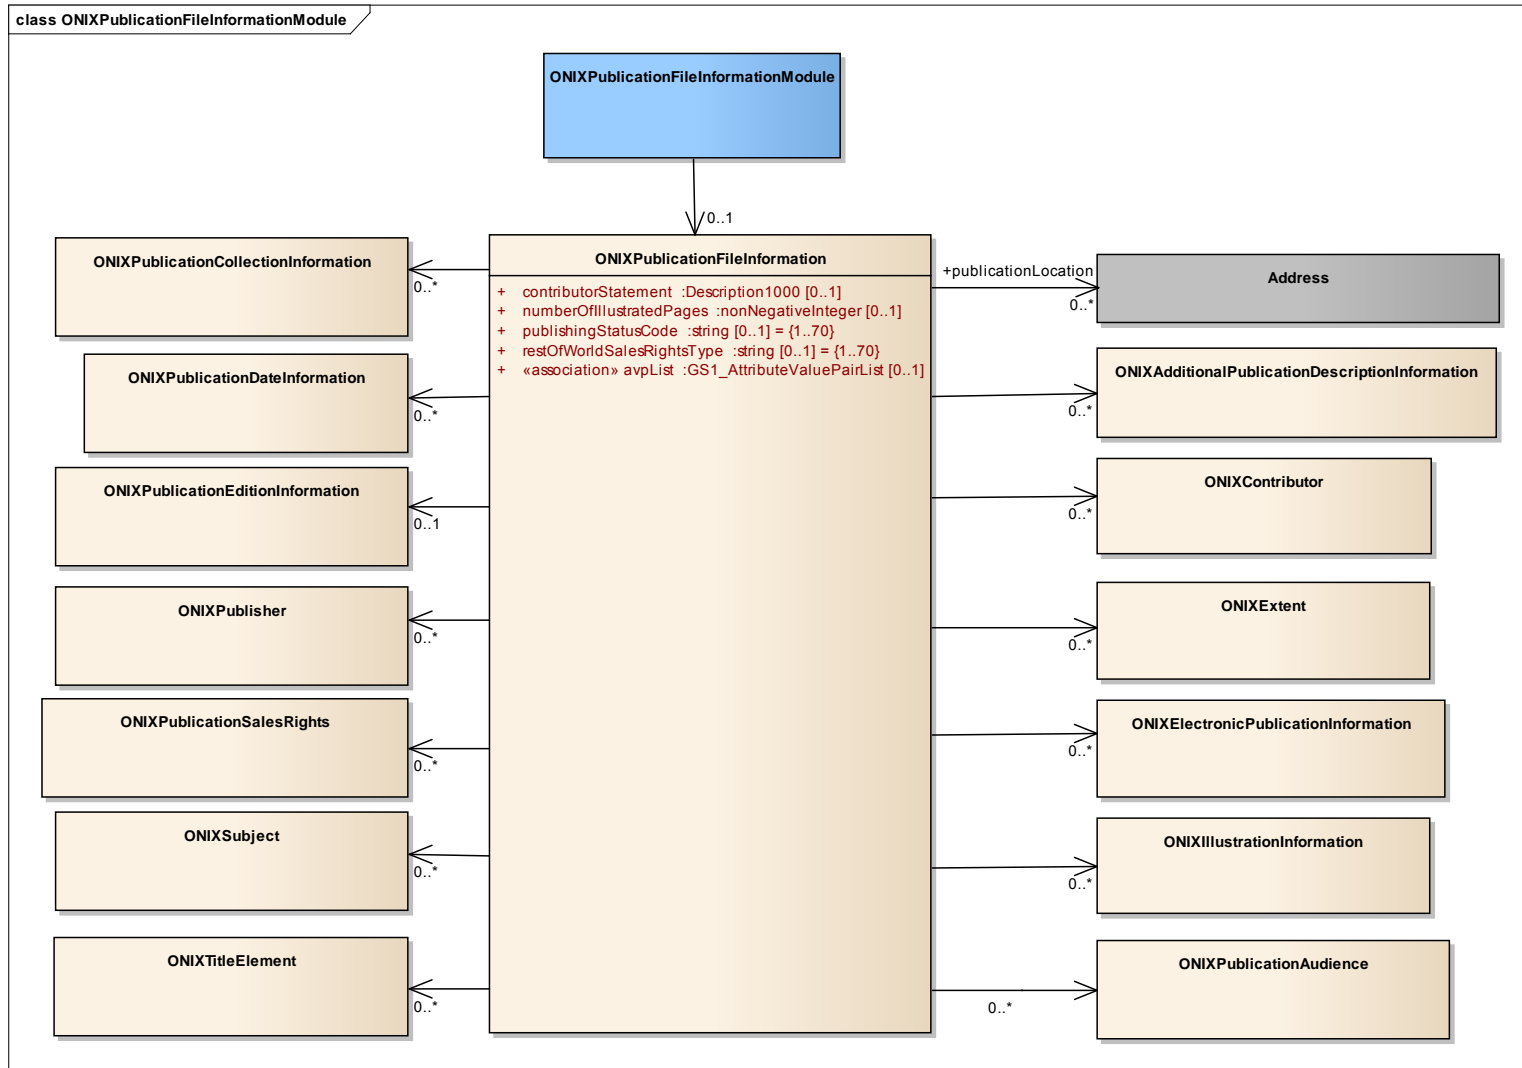 class ONIXPublicationFileInformationModule
ONIXPublicationFileInformationModule
0..1
ONIXPublicationFileInformation
+ contributorStatement :Description1000 [0..1]
+ numberOfIllustratedPages :nonNegativeInteger [0..1]
+ publishingStatusCode :string [0..1] = {1..70}
+ restOfWorldSalesRightsType :string [0..1] = {1..70}
+ «association» avpList :GS1_AttributeValuePairList [0..1]
ONIXPublicationCollectionInformation
0..*
ONIXPublicationDateInformation
0..*
ONIXPublicationEditionInformation
0..1
ONIXPublisher
0..*
ONIXPublicationSalesRights
0..*
ONIXSubject
0..*
ONIXTitleElement
0..*
+publicationLocation
0..*
Address
ONIXAdditionalPublicationDescriptionInformation
0..*
ONIXContributor
0..*
ONIXExtent
0..*
ONIXElectronicPublicationInformation
0..*
ONIXIllustrationInformation
0..*
ONIXPublicationAudience
0..*